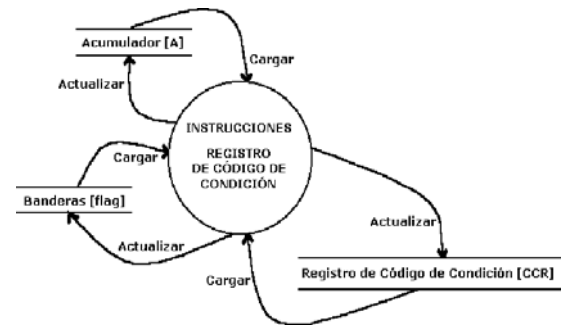 Acumulador [A]
Cargar
Actualizar
INSTRUCCIONES
REGISTRO
DE CÓDIGO DE
CONDICIÓN
Cargar
Banderas [flag]
Actualizar
Actualizar
Registro de Código de Condición [CCR]
Cargar